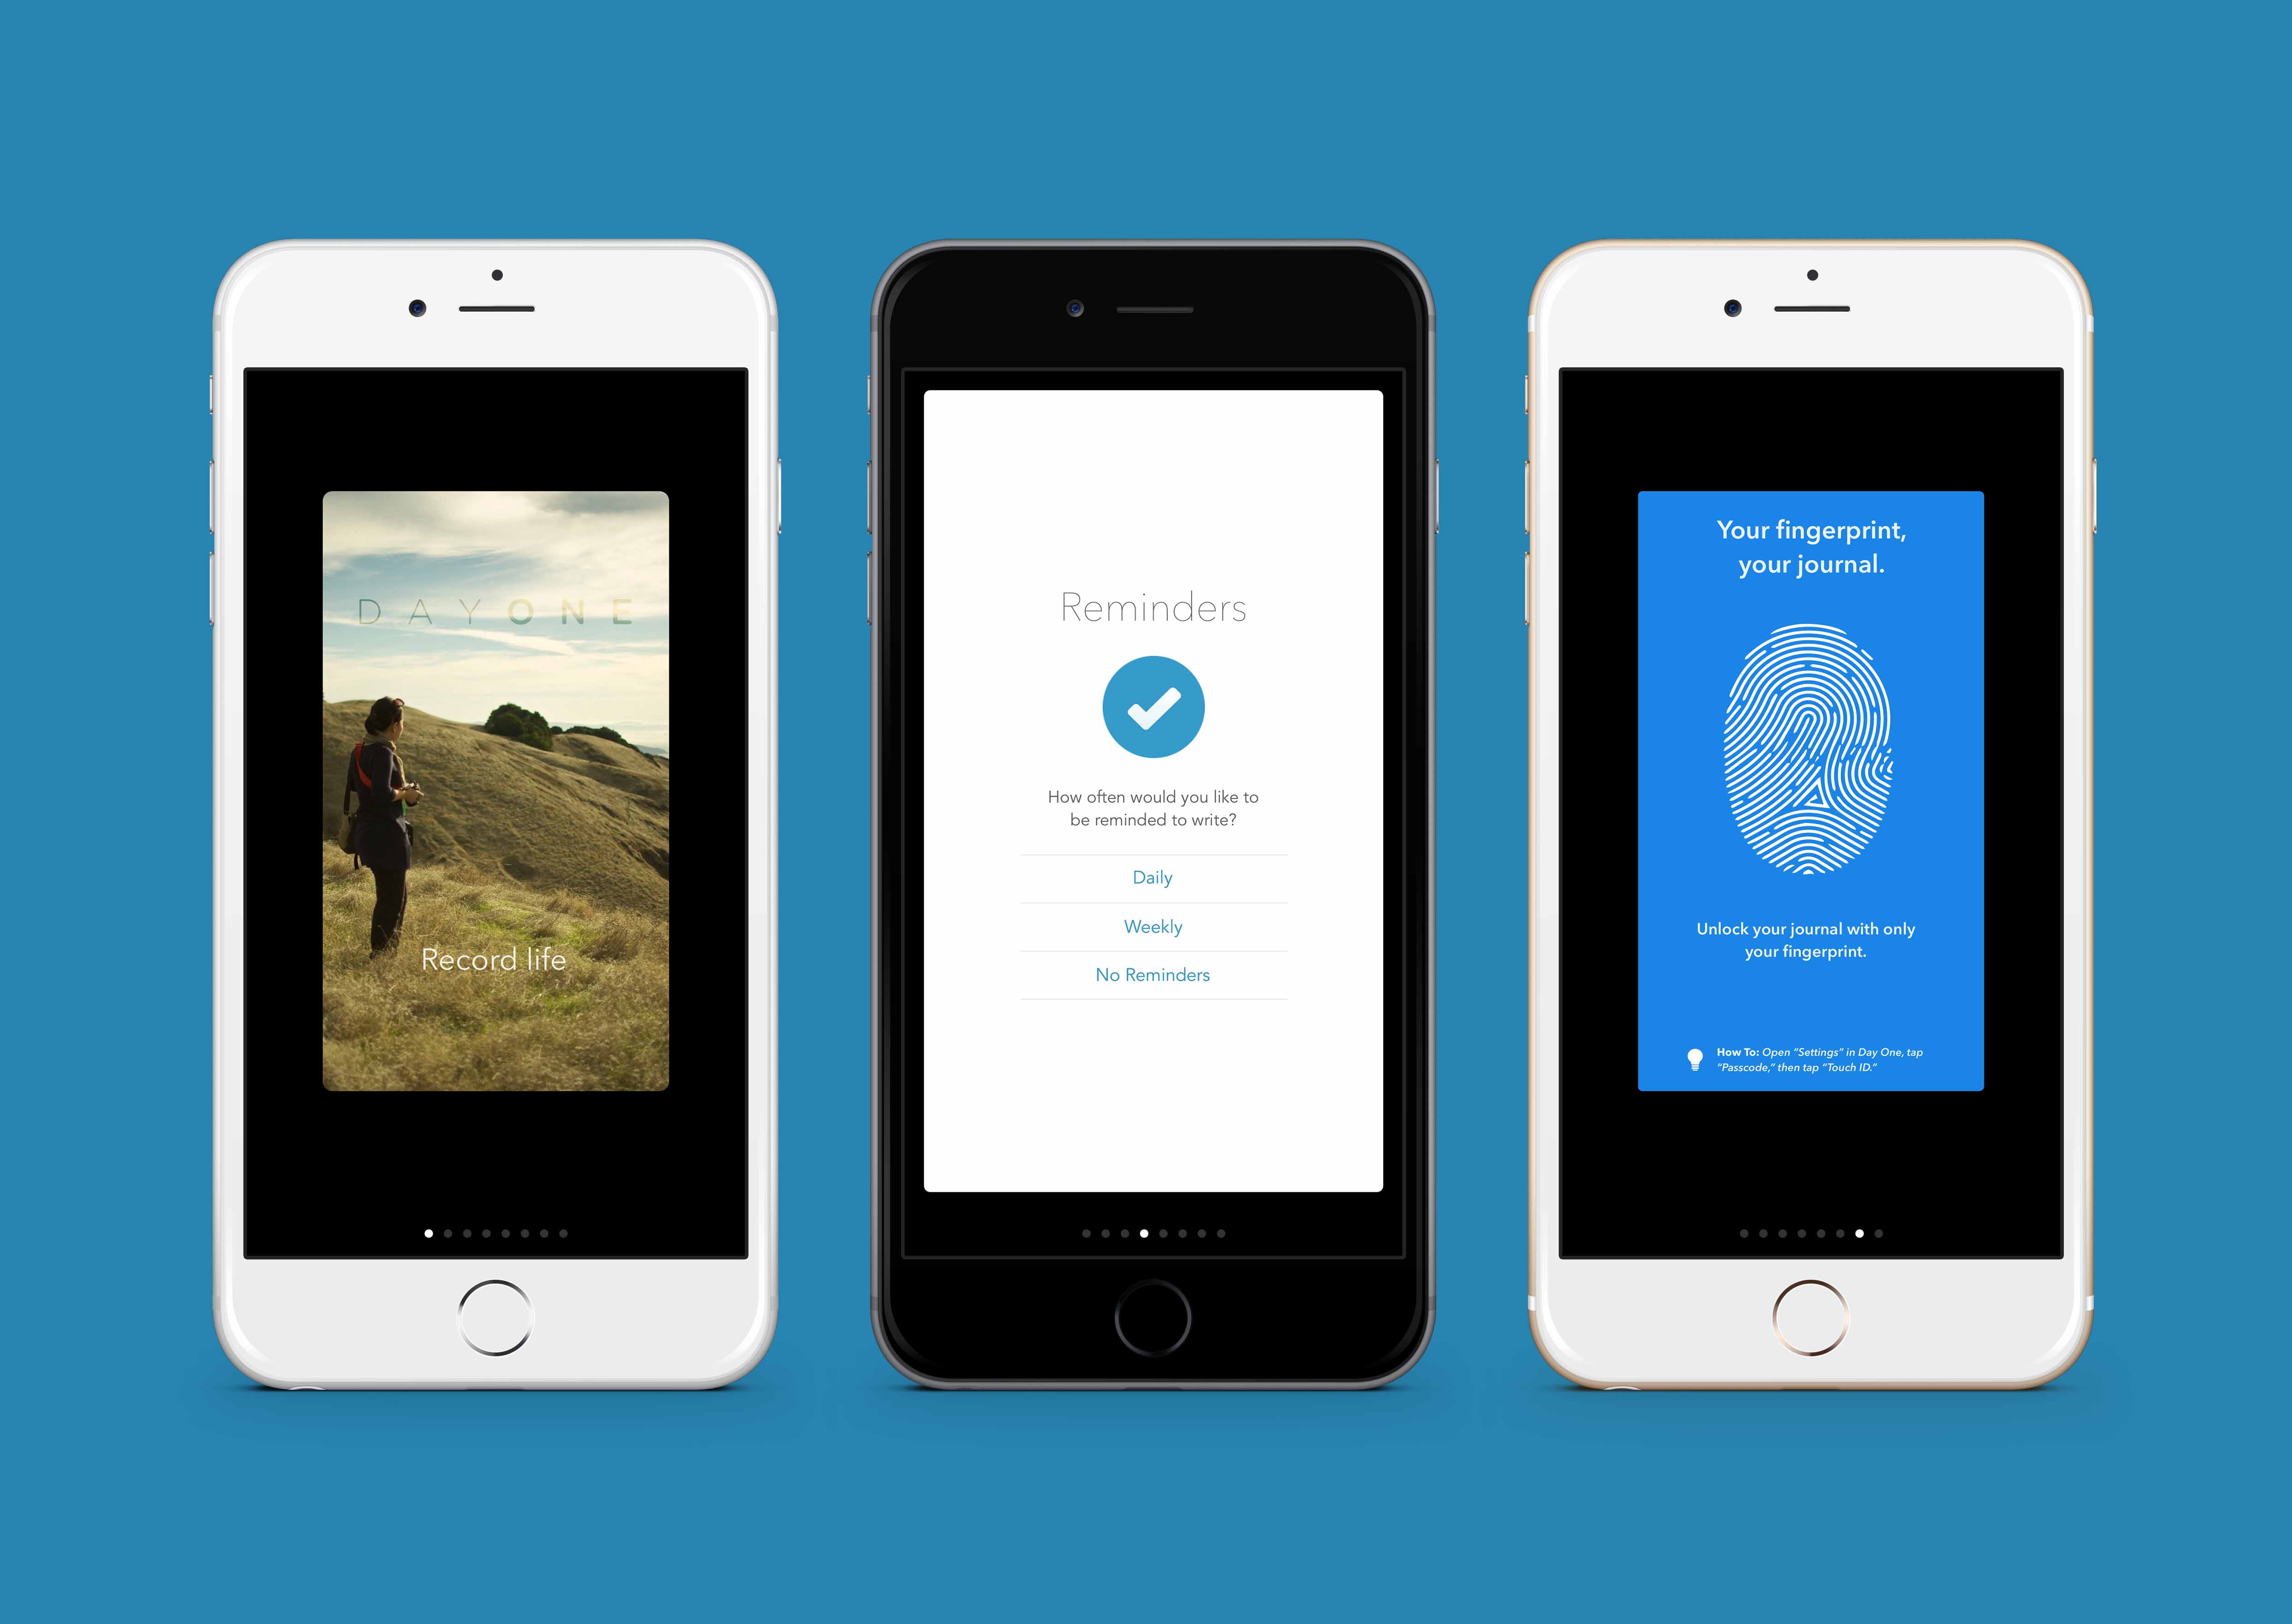 DAYONE
Record life
Reminders
How often would you like to
be reminded to write?
Daily
Weekly
No Reminders
Your fingerprint,
your journal.
Unlock your journal with only
your fingerprint.
How To: Open “Settings” in Day One, tap
“Passcode,” then tap “Touch ID.”